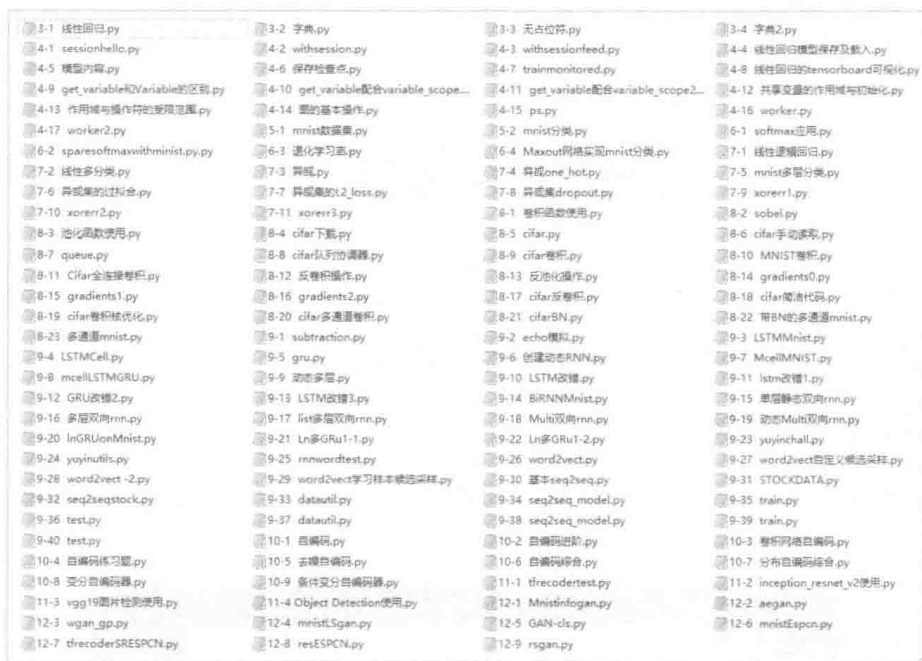 3-1 线性回归.py 3-2 字典.py 3-3 无占位符.py 3-4 字典2.py
4-1 sessionhello.py 4-2 withsession.py 4-3 withsessionfeed.py 4-4 线性回归模型保存及载入.py
4-5 模型内容.py 4-6 保存检查点.py 4-7 trainmonitored.py 4-8 线性回归的tensorboard可视化.py
4-9 get_variable和Variable的区别.py 4-10 get_variable配合variable_scope.... 4-11 get_variable配合variable_scope2... 4-12 共享变量的作用域与初始化.py
4-13 作用域与操作符的受限范围.py 4-14 图的基本操作.py 4-15 ps.py 4-16 worker.py
4-17 worker2.py 5-1 mnist数据集.py 5-2 mnist分类.py 6-1 softmax应用.py
6-2 sparesoftmaxwithminist.py.py 6-3 退化学习率.py 6-4 Maxout网络实现mnist分类.py 7-1 线性逻辑回归.py
7-2 线性多分类.py 7-3 异或.py 7-4 异或one_hot.py 7-5 mnist多层分类.py
7-6 异或集的过拟合.py 7-7 异或集的L2_loss.py 7-8 异或集dropout.py 7-9 xorerr1.py
7-10 xorerr2.py 7-11 xorerr3.py 8-1 卷积函数使用.py 8-2 sobel.py
8-3 池化函数使用.py 8-4 cifar下载.py 8-5 cifar.py 8-6 cifar手动读取.py
8-7 queue.py 8-8 cifar队列协调器.py 8-9 cifar卷积.py 8-10 MNIST卷积.py
8-11 Cifar全连接卷积.py 8-12 反卷积操作.py 8-13 反池化操作.py 8-14 gradients0.py
8-15 gradients1.py 8-16 gradients2.py 8-17 cifar反卷积.py 8-18 cifar简洁代码.py
8-19 cifar卷积核优化.py 8-20 cifar多通道卷积.py 8-21 cifarBN.py 8-22 带BN的多通道mnist.py
8-23 多通道mnist.py 9-1 subtraction.py 9-2 echo模拟.py 9-3 LSTMMnist.py
9-4 LSTMCell.py 9-5 gru.py 9-6 创建动态RNN.py 9-7 McellMNIST.py
9-8 mcellLSTMGRU.py 9-9 动态多层.py 9-10 LSTM改错.py 9-11 lstm改错1.py
9-12 GRU改错2.py 9-13 LSTM改错3.py 9-14 BiRNNMnist.py 9-15 单层静态双向rnn.py
9-16 多层双向rnn.py 9-17 list多层双向rnn.py 9-18 Multi双向rnn.py 9-19 动态Multi双向rnn.py
9-20 lnGRUonMnist.py 9-21 Ln多GRu1-1.py 9-22 Ln多GRu1-2.py 9-23 yuyinchall.py
9-24 yuyinutils.py 9-25 rnnwordtest.py 9-26 word2vect.py 9-27 word2vect自定义候选采样.py
9-28 word2vect -2.py 9-29 word2vect学习样本候选采样.py 9-30 基本seq2seq.py 9-31 STOCKDATA.py
9-32 seq2seqstock.py 9-33 datautil.py 9-34 seq2seq_model.py 9-35 train.py
9-36 test.py 9-37 datautil.py 9-38 seq2seq_model.py 9-39 train.py
9-40 test.py 10-1 自编码.py 10-2 自编码进阶.py 10-3 卷积网络自编码.py
10-4 自编码练习题.py 10-5 去噪自编码.py 10-6 自编码综合.py 10-7 分布自编码综合.py
10-8 变分自编码器.py 10-9 条件变分自编码器.py 11-1 tfrecodertest.py 11-2 inception_resnet_v2使用.py
11-3 vgg19图片检测使用.py 11-4 Object Detection使用.py 12-1 Mnistinfogan.py 12-2 aegan.py
12-3 wgan_gp.py 12-4 mnistLSgan.py 12-5 GAN-cls.py 12-6 mnistEspcn.py
12-7 tfrecoderSRESPCN.py 12-8 resESPCN.py 12-9 rsgan.py